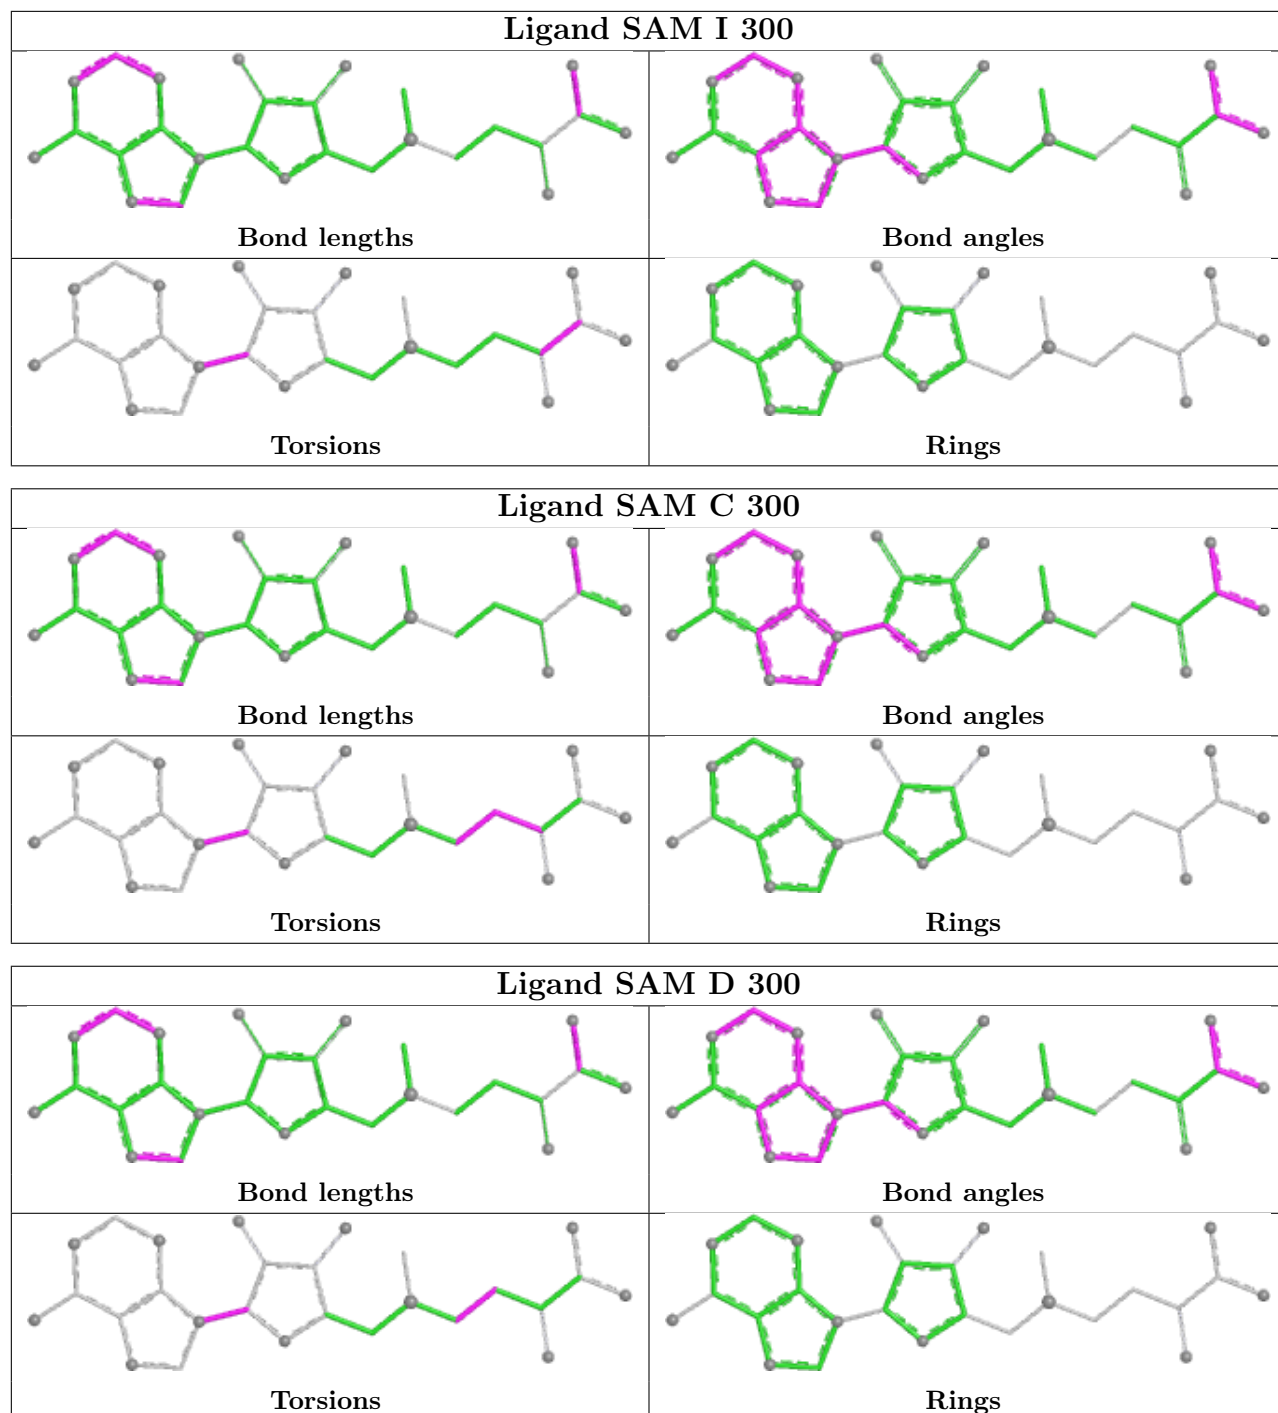 Ligand SAM I 300
Bond lengths
Bond angles
Torsions
Rings
Ligand SAM C 300
Bond lengths
Bond angles
Torsions
Rings
Ligand SAM D 300
Bond lengths
Bond angles
Torsions
Rings